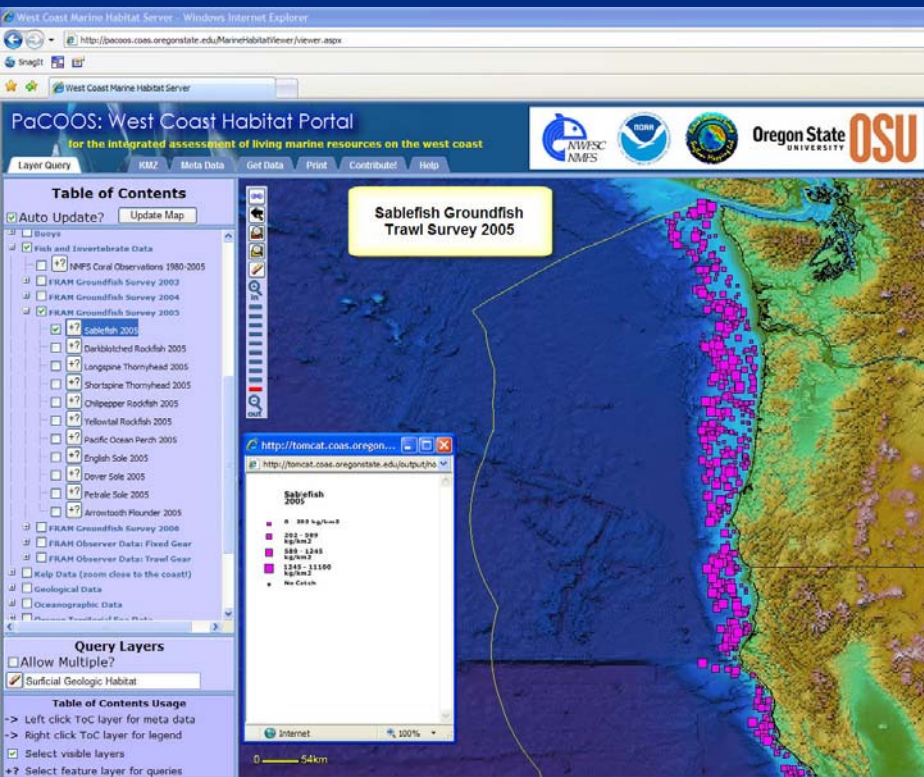 West Coast Marine Habitat Server - Windows Internet Explorer
http://pacoos.coas.oregonstate.edu/MarineHabitatViewer/viewer.aspx
SnagIt
West Coast Marine Habitat Server
PaCOOS: West Coast Habitat Portal
for the integrated assessment of living marine resources on the west coast
Layer Query KMZ Meta Data Get Data Print Contribute! Help
NWFSC
NMFS
NOAA
Oregon State
UNIVERSITY
OSU
Table of Contents
Auto Update? Update Map
Buoys
Fish and Invertebrate Data
+? NMFS Coral Observations 1980-2005
FRAM Groundfish Survey 2003
FRAM Groundfish Survey 2004
FRAM Groundfish Survey 2005
+? Sablefish 2005
+? Darkblotched Rockfish 2005
+? Longspine Thornyhead 2005
+? Shortspine Thornyhead 2005
+? Chilipepper Rockfish 2005
+? Yellowtail Rockfish 2005
+? Pacific Ocean Perch 2005
+? English Sole 2005
+? Dover Sole 2005
+? Petrale Sole 2005
+? Arrowtooth Flounder 2005
FRAM Groundfish Survey 2006
FRAM Observer Data: Fixed Gear
FRAM Observer Data: Trawl Gear
Kelp Data (zoom close to the coast!)
Geological Data
Oceanographic Data
Query Layers
Allow Multiple?
Surficial Geologic Habitat
Table of Contents Usage
-> Left click ToC layer for meta data
-> Right click ToC layer for legend
Select visible layers
+? Select feature layer for queries
in
out
Sablefish Groundfish
Trawl Survey 2005
http://tomcat.coas.oregon...
http://tomcat.coas.oregonstate.edu/output/no
Sablefish
2005
202 - 589
kg/km2
589 - 1245
kg/km2
1245 - 11100
kg/km2
No Catch
Internet 100%
0 54km